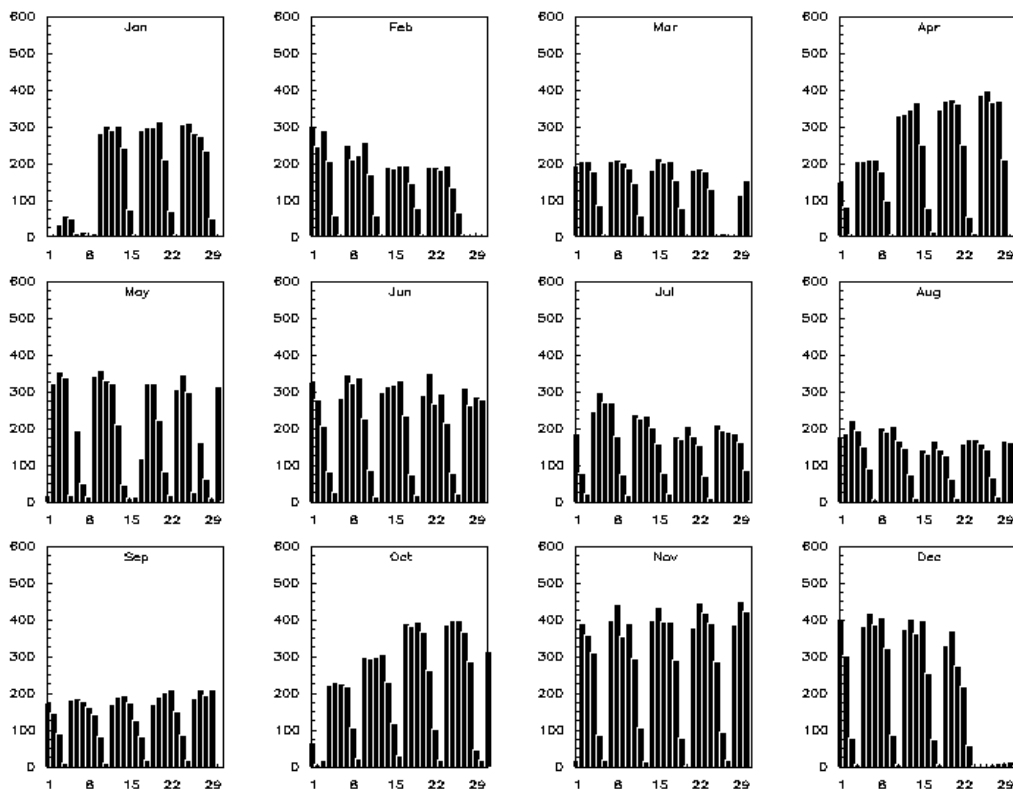 600 600 600 600
Jan Feb Mar Apr
500 500 500 500
400 400 400 400
300 300 300 300
200 200 200 200
100 100 100 100
0 0 0 0
1 8 15 22 29 1 8 15 22 29 1 8 15 22 29 1 8 15 22 29
600 600 600 600
May Jun Jul Aug
500 500 500 500
400 400 400 400
300 300 300 300
200 200 200 200
100 100 100 100
0 0 0 0
1 8 15 22 29 1 8 15 22 29 1 8 15 22 29 1 8 15 22 29
600 600 600 600
Sep Oct Nov Dec
500 500 500 500
400 400 400 400
300 300 300 300
200 200 200 200
100 100 100 100
0 0 0 0
1 8 15 22 29 1 8 15 22 29 1 8 15 22 29 1 8 15 22 29